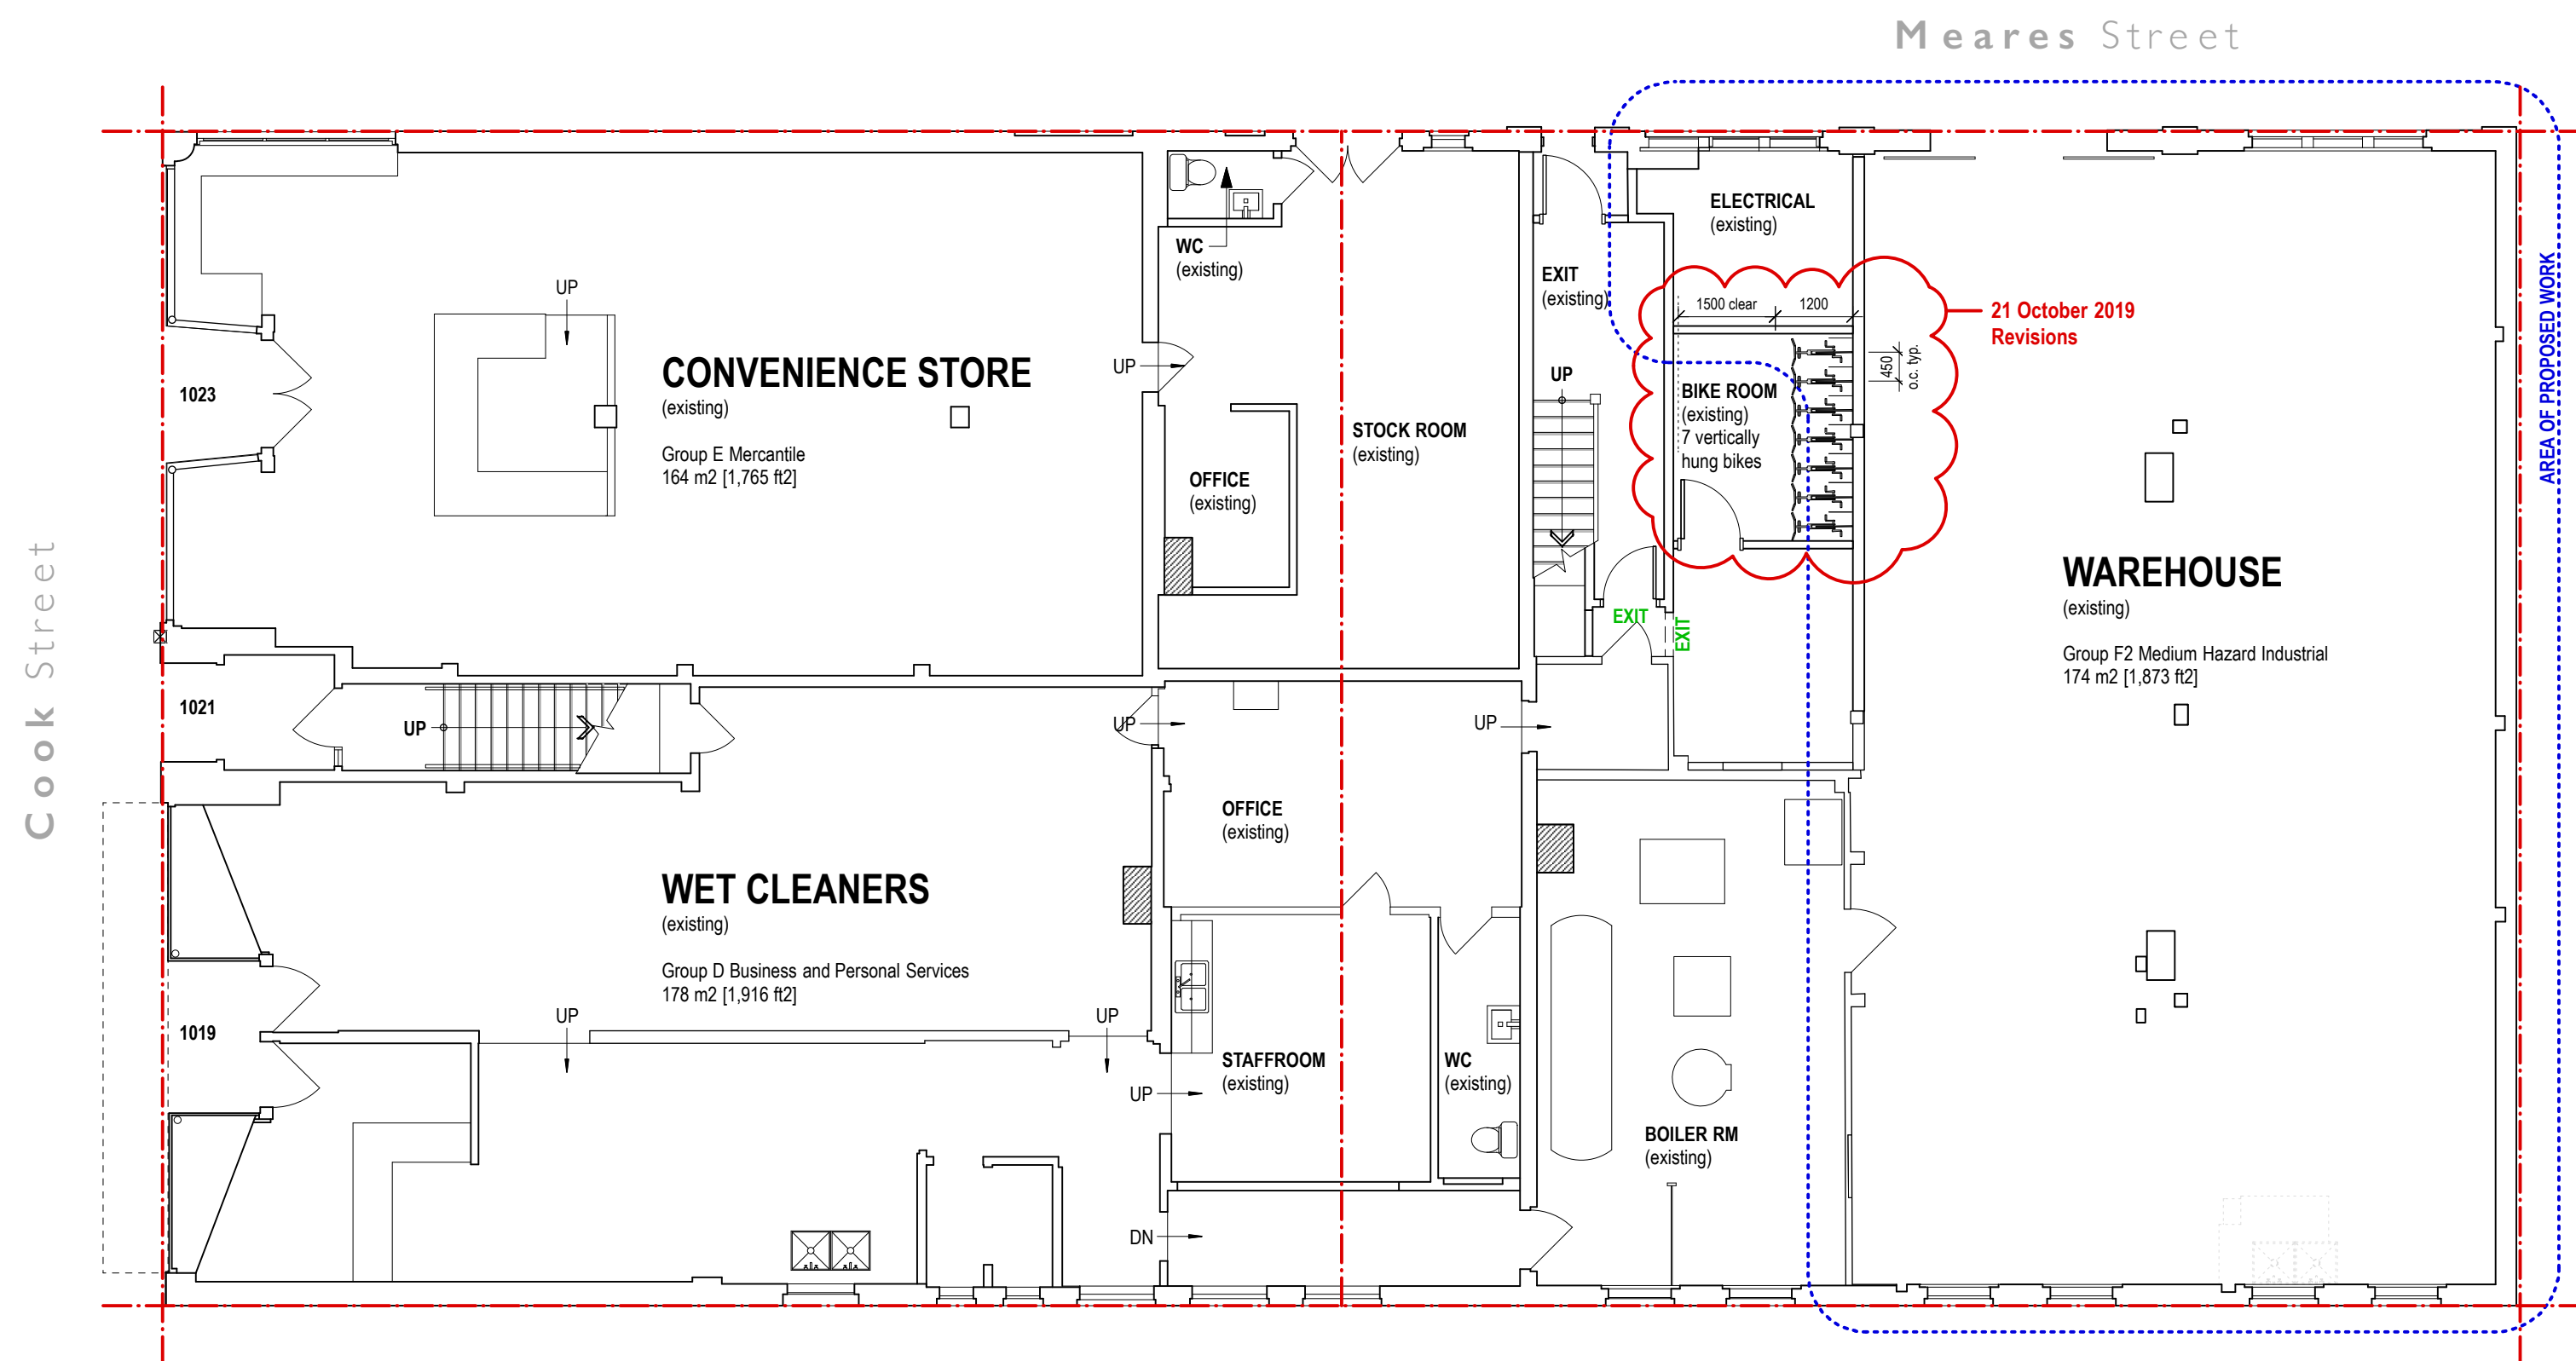 Meares Street
Cook Street
AREA OF PROPOSED WORK
21 October 2019
Revisions
ELECTRICAL
(existing)
WC
(existing)
EXIT
(existing)
1500 clear
1200
450
o.c. typ.
UP
CONVENIENCE STORE
(existing)
Group E Mercantile
164 m2 [1,765 ft2]
1023
UP
UP
BIKE ROOM
(existing)
7 vertically
hung bikes
STOCK ROOM
(existing)
OFFICE
(existing)
EXIT
EXIT
WAREHOUSE
(existing)
Group F2 Medium Hazard Industrial
174 m2 [1,873 ft2]
1021
UP
UP
UP
OFFICE
(existing)
WET CLEANERS
(existing)
Group D Business and Personal Services
178 m2 [1,916 ft2]
1019
UP
UP
STAFFROOM
(existing)
WC
(existing)
UP
BOILER RM
(existing)
DN